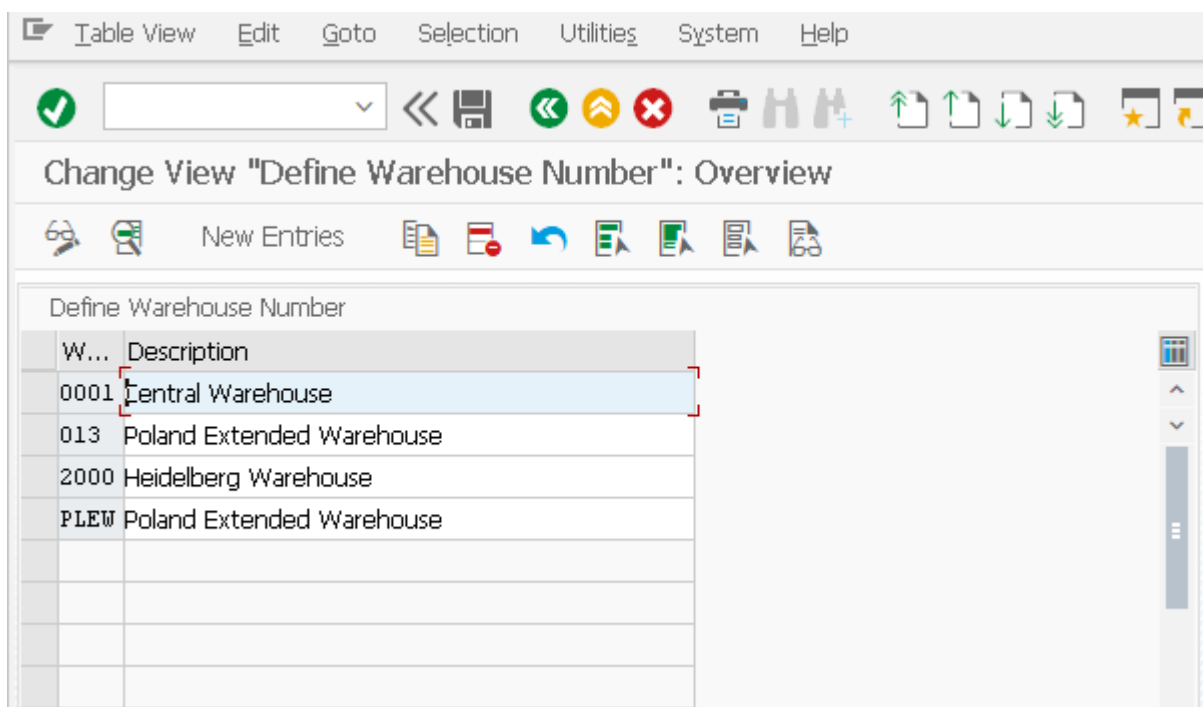 Table View Edit Goto Selection Utilities System Help
Change View "Define Warehouse Number": Overview
New Entries
Define Warehouse Number
W... Description
0001 Central Warehouse
013 Poland Extended Warehouse
2000 Heidelberg Warehouse
PLEW Poland Extended Warehouse